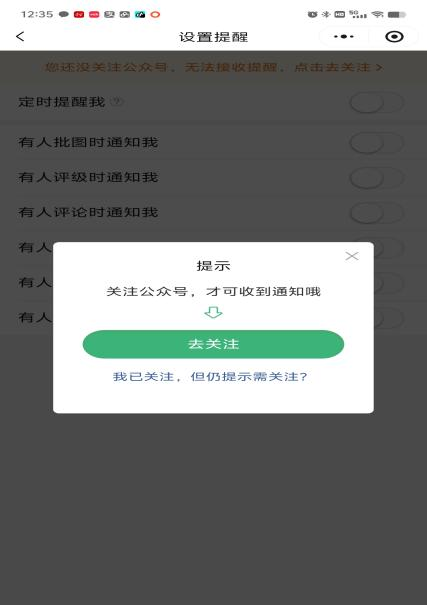 12:35
设置提醒
您还没关注公众号，无法接收提醒，点击去关注 >
定时提醒我
有人批图时通知我
有人评级时通知我
有人评论时通知我
有人
有人
有人
提示
关注公众号，才可收到通知哦
去关注
我已关注，但仍提示需关注?